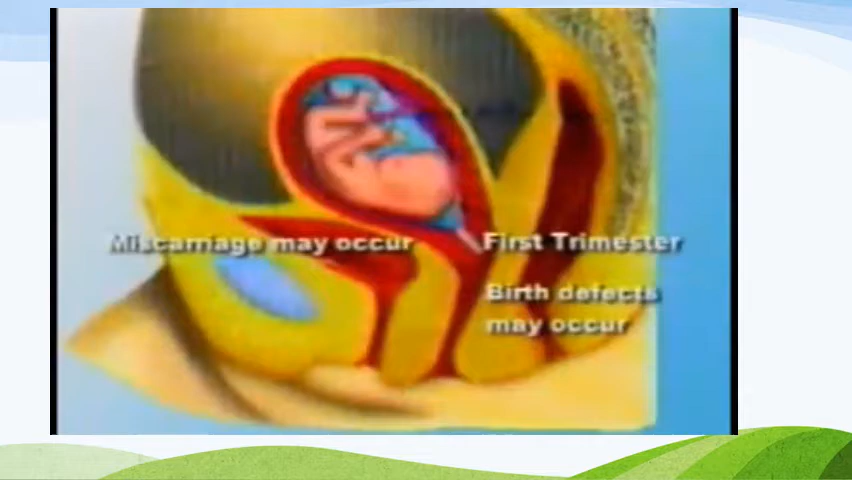 Miscarriage may occur
First Trimester
Birth defects
may occur